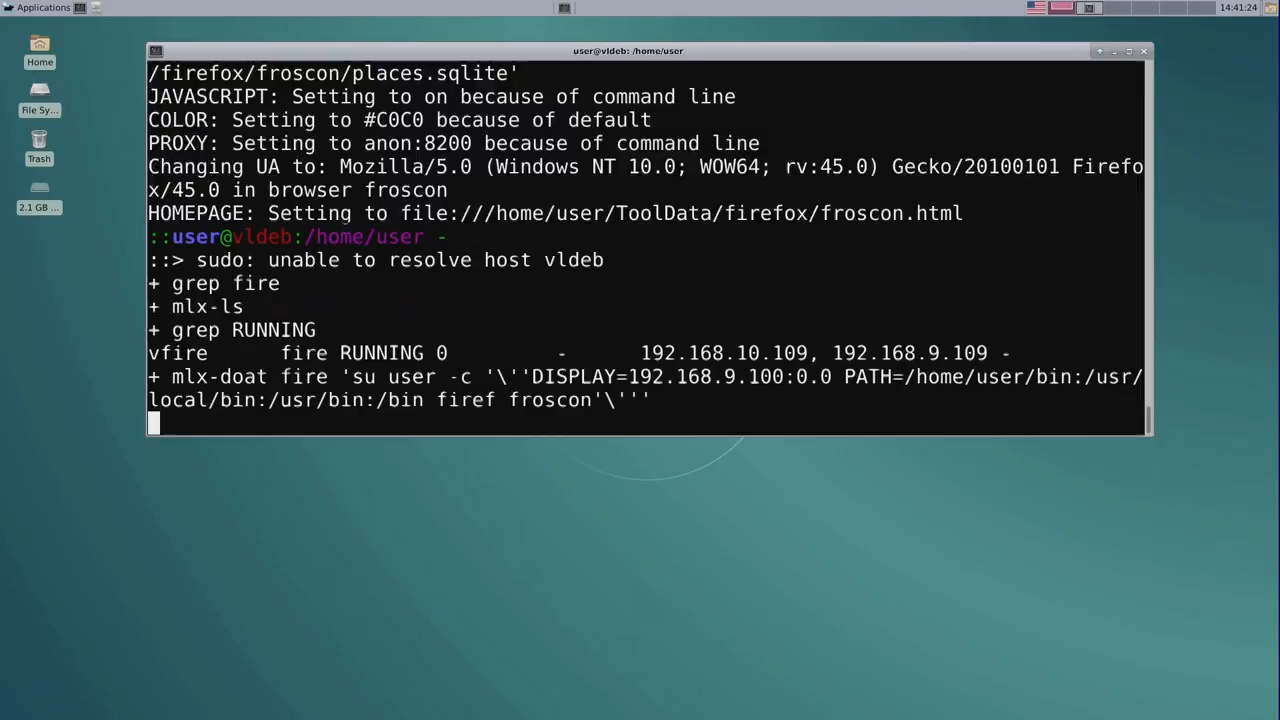 Applications
14:41:24
Home
File Sy...
Trash
2.1 GB ...
user@vldeb: /home/user
/firefox/froscon/places.sqlite'
JAVASCRIPT: Setting to on because of command line
COLOR: Setting to #C0C0 because of default
PROXY: Setting to anon:8200 because of command line
Changing UA to: Mozilla/5.0 (Windows NT 10.0; WOW64; rv:45.0) Gecko/20100101 Firefo
x/45.0 in browser froscon
HOMEPAGE: Setting to file:///home/user/ToolData/firefox/froscon.html
::user@vldeb:/home/user -
::> sudo: unable to resolve host vldeb
+ grep fire
+ mlx-ls
+ grep RUNNING
vfire      fire RUNNING 0         -      192.168.10.109, 192.168.9.109 -
+ mlx-doat fire 'su user -c '\''DISPLAY=192.168.9.100:0.0 PATH=/home/user/bin:/usr/
local/bin:/usr/bin:/bin firef froscon'\'''